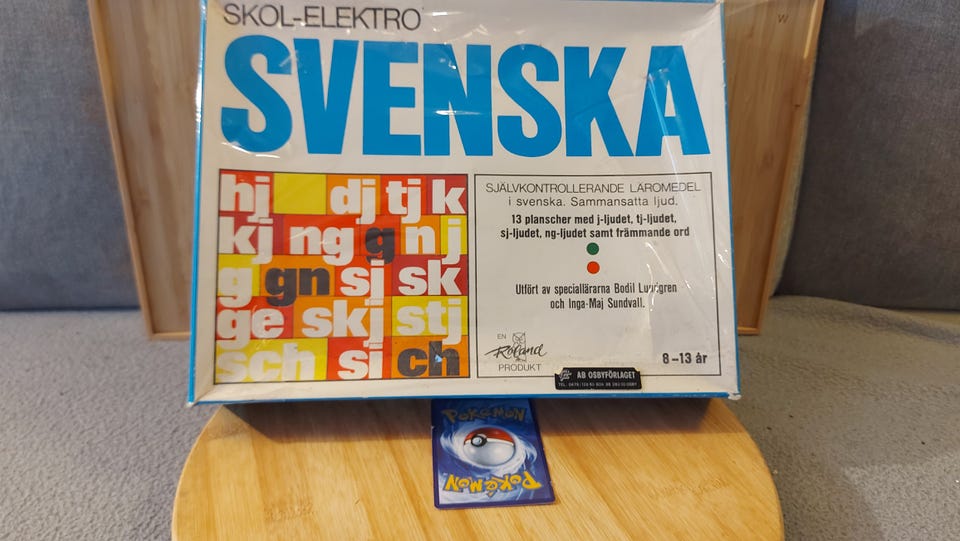 SKOL-ELEKTRO
SVENSKA
hj dj tj k
kj ng g n j
g gn sj sk
ge skj stj
sch si ch
SJÄLVKONTROLLERANDE LÄROMEDEL
i svenska. Sammansatta ljud.
13 planscher med j-ljudet, tj-ljudet,
sj-ljudet, ng-ljudet samt främmande ord
Utfört av speciallärarna Bodil Lundgren
och Inga-Maj Sundvall.
EN
Roland
PRODUKT
8-13 år
AB OSBYFÖRLAGET
POKéMON
POKéMON